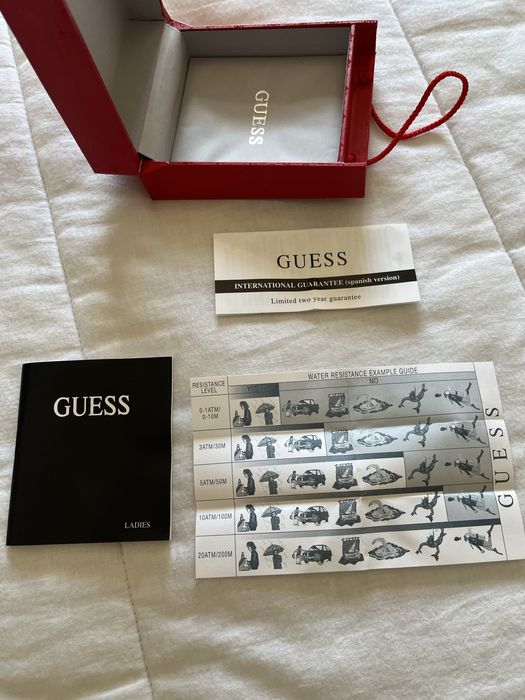 GUESS
GUESS
INTERNATIONAL GUARANTEE (spanish version)
Limited two year guarantee
GUESS
LADIES
WATER RESISTANCE EXAMPLE GUIDE
RESISTANCE LEVEL
YES
NO
0-1ATM/
0-10M
3ATM/30M
5ATM/50M
10ATM/100M
20ATM/200M
GUESS